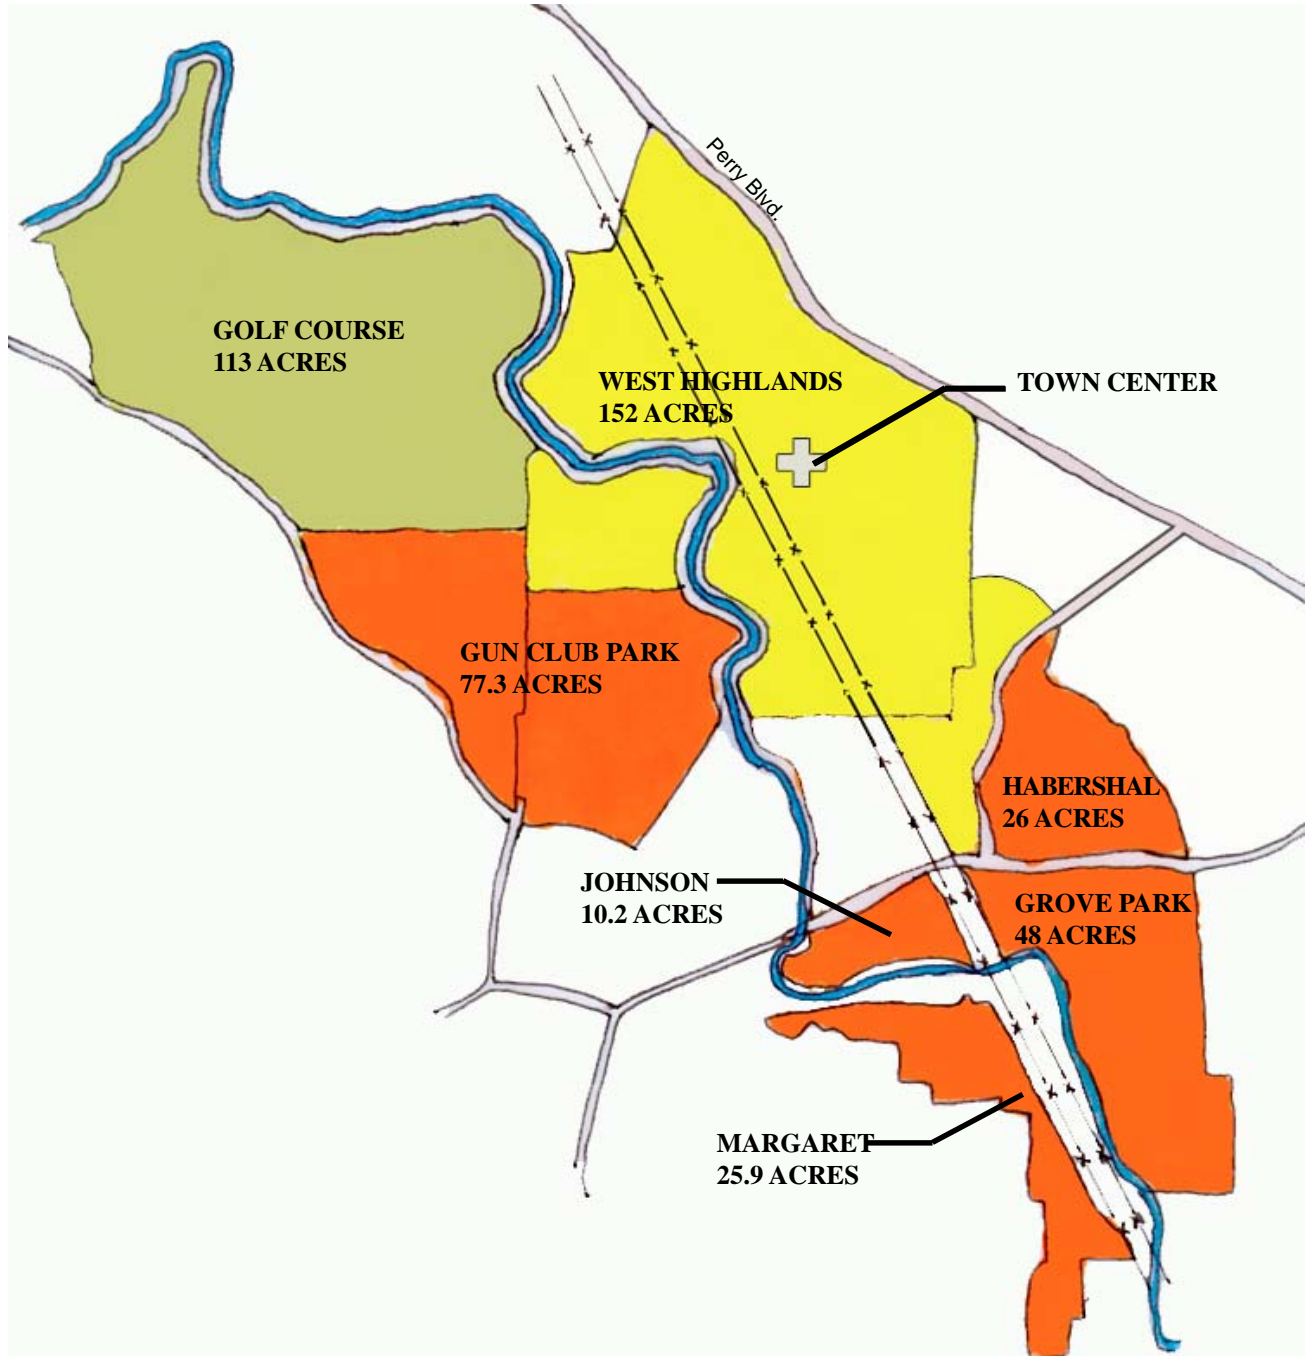 Perry Blvd.
GOLF COURSE
113 ACRES
WEST HIGHLANDS
152 ACRES
TOWN CENTER
GUN CLUB PARK
77.3 ACRES
HABERSHAL
26 ACRES
JOHNSON
10.2 ACRES
GROVE PARK
48 ACRES
MARGARET
25.9 ACRES